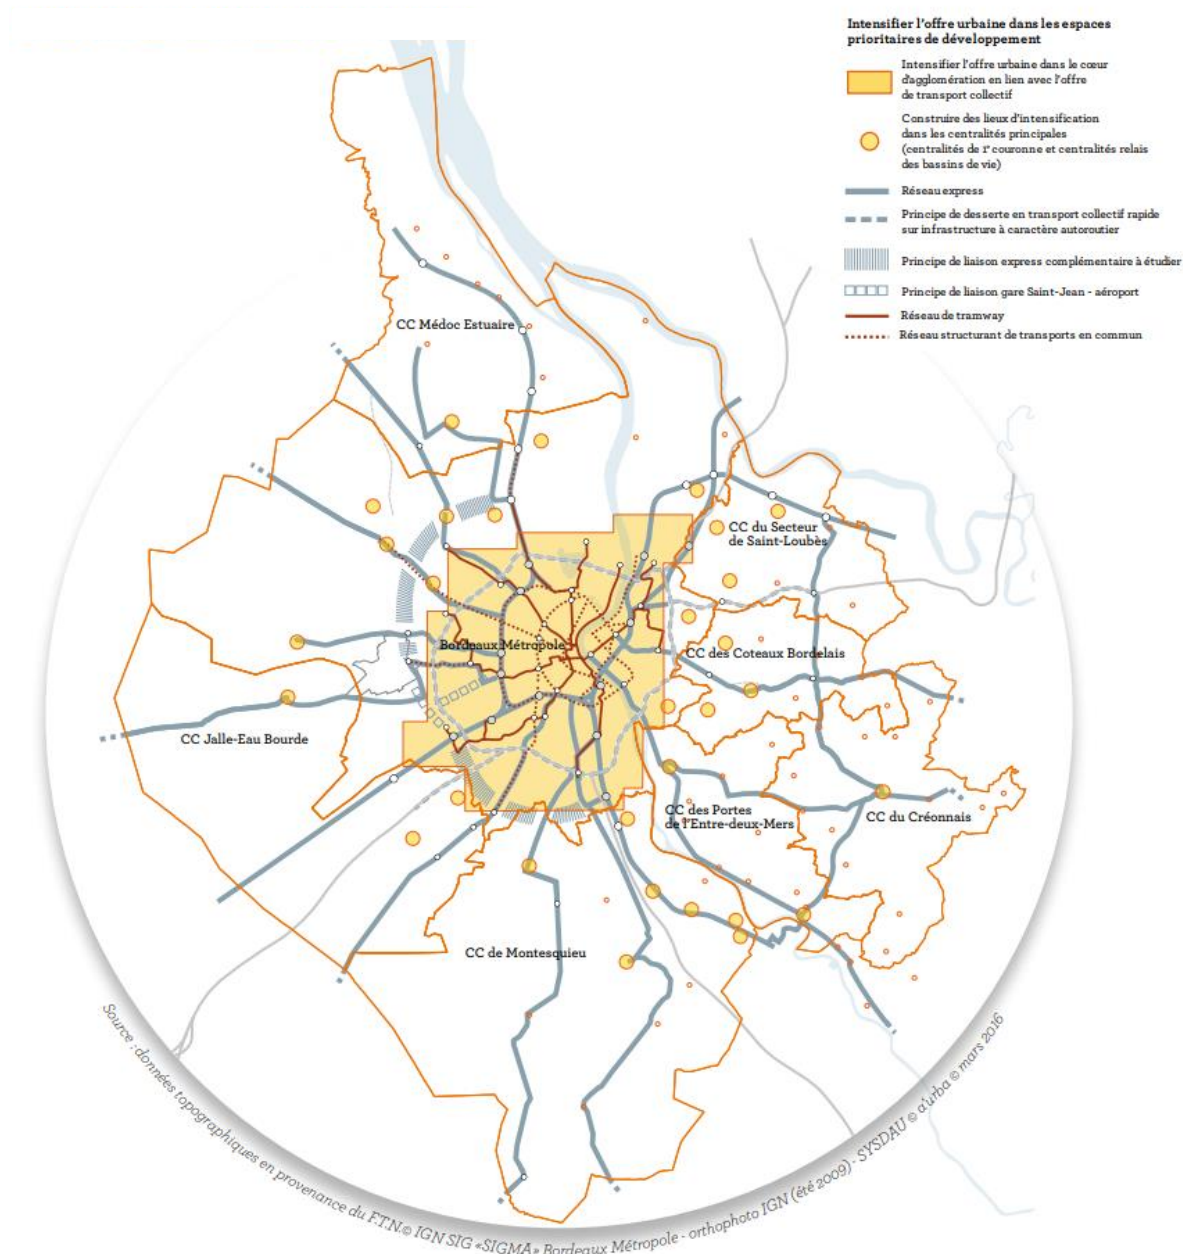 Intensifier l'offre urbaine dans les espaces
prioritaires de développement
Intensifier l'offre urbaine dans le cœur
d'agglomération en lien avec l'offre
de transport collectif
Construire des lieux d'intensification
dans les centralités principales
(centralités de 1e couronne et centralités relais
des bassins de vie)
Réseau express
Principe de desserte en transport collectif rapide
sur infrastructure à caractère autoroutier
Principe de liaison express complémentaire à étudier
Principe de liaison gare Saint-Jean - aéroport
Réseau de tramway
Réseau structurant de transports en commun
CC Médoc Estuaire
CC du Secteur
de Saint-Loubès
Bordeaux Métropole
CC des Coteaux Bordelais
CC Jalle-Eau Bourde
CC des Portes
de l'Entre-deux-Mers
CC du Créonnais
CC de Montesquieu
Source : données topographiques en provenance du F.T.N.© IGN SIG «SIGMA» Bordeaux Métropole - orthophoto IGN (été 2009) - SYSDAU © a'urba © mars 2016